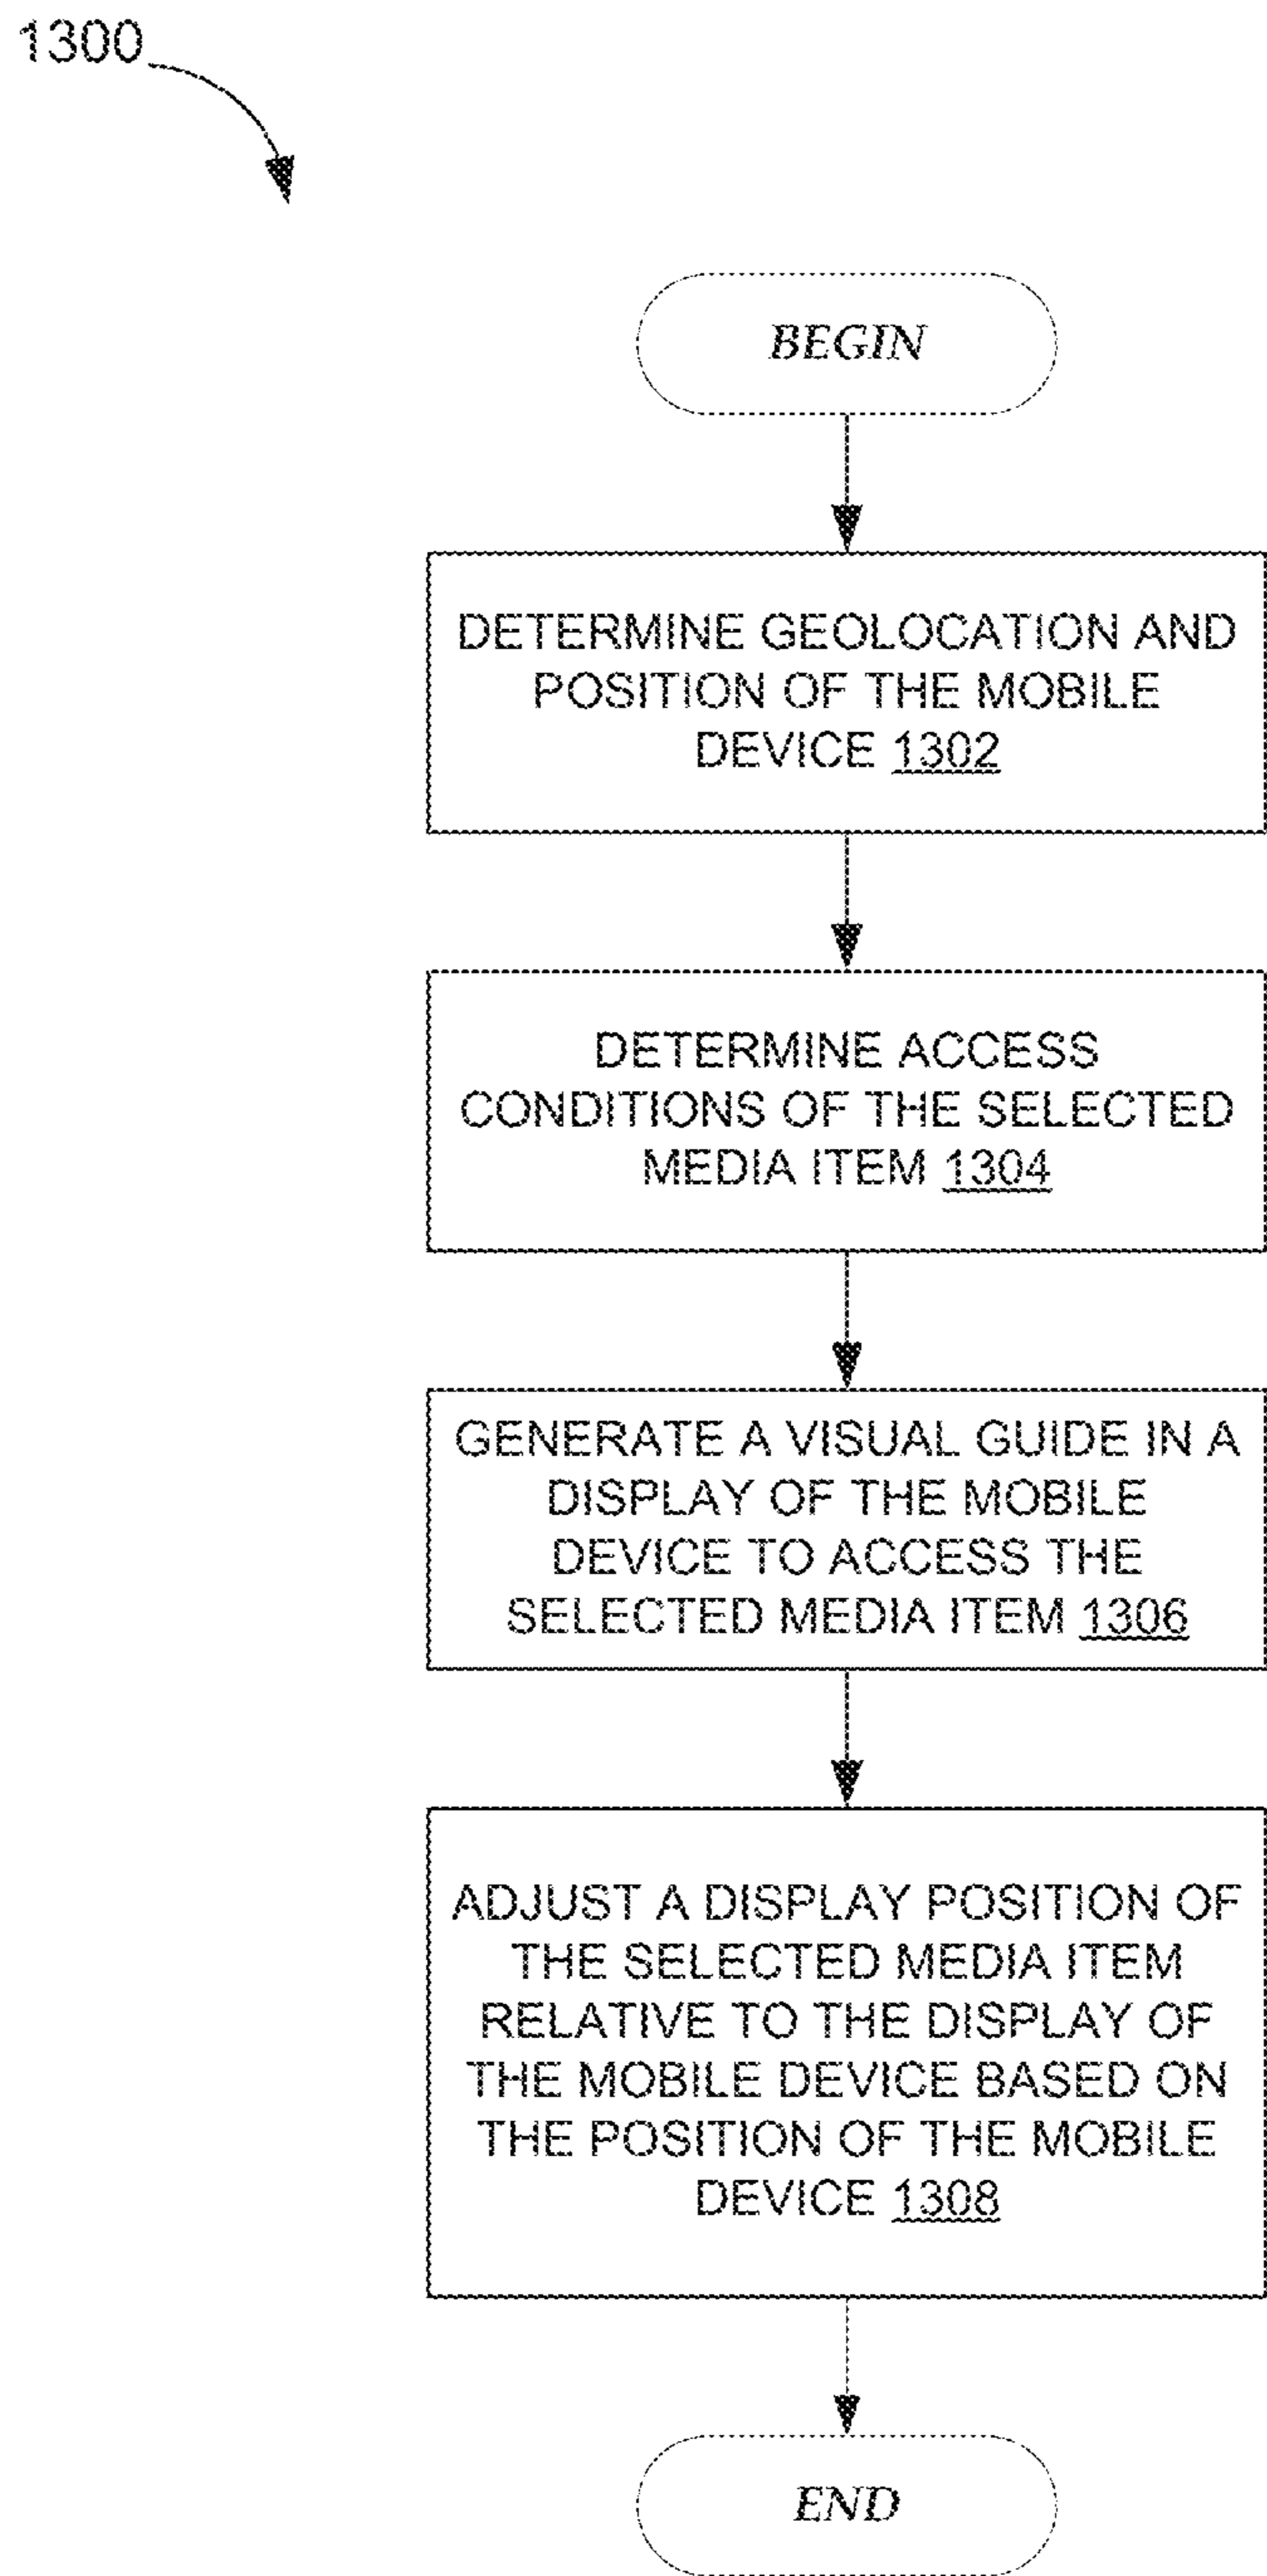 1300
BEGIN
DETERMINE GEOLOCATION AND
POSITION OF THE MOBILE
DEVICE 1302
DETERMINE ACCESS
CONDITIONS OF THE SELECTED
MEDIA ITEM 1304
GENERATE A VISUAL GUIDE IN A
DISPLAY OF THE MOBILE
DEVICE TO ACCESS THE
SELECTED MEDIA ITEM 1306
ADJUST A DISPLAY POSITION OF
THE SELECTED MEDIA ITEM
RELATIVE TO THE DISPLAY OF
THE MOBILE DEVICE BASED ON
THE POSITION OF THE MOBILE
DEVICE 1308
END